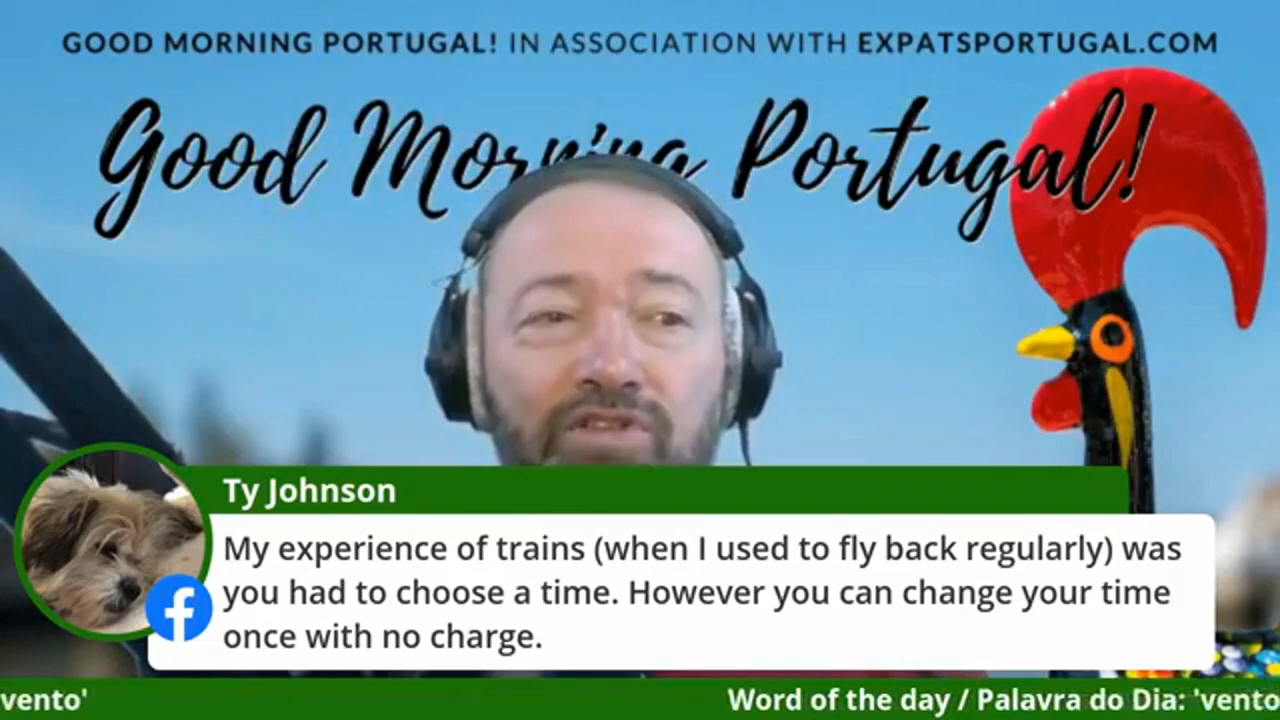 GOOD MORNING PORTUGAL! IN ASSOCIATION WITH EXPATSPORTUGAL.COM
Good Morning Portugal!
Ty Johnson
My experience of trains (when I used to fly back regularly) was
you had to choose a time. However you can change your time
once with no charge.
vento' Word of the day / Palavra do Dia: 'vento